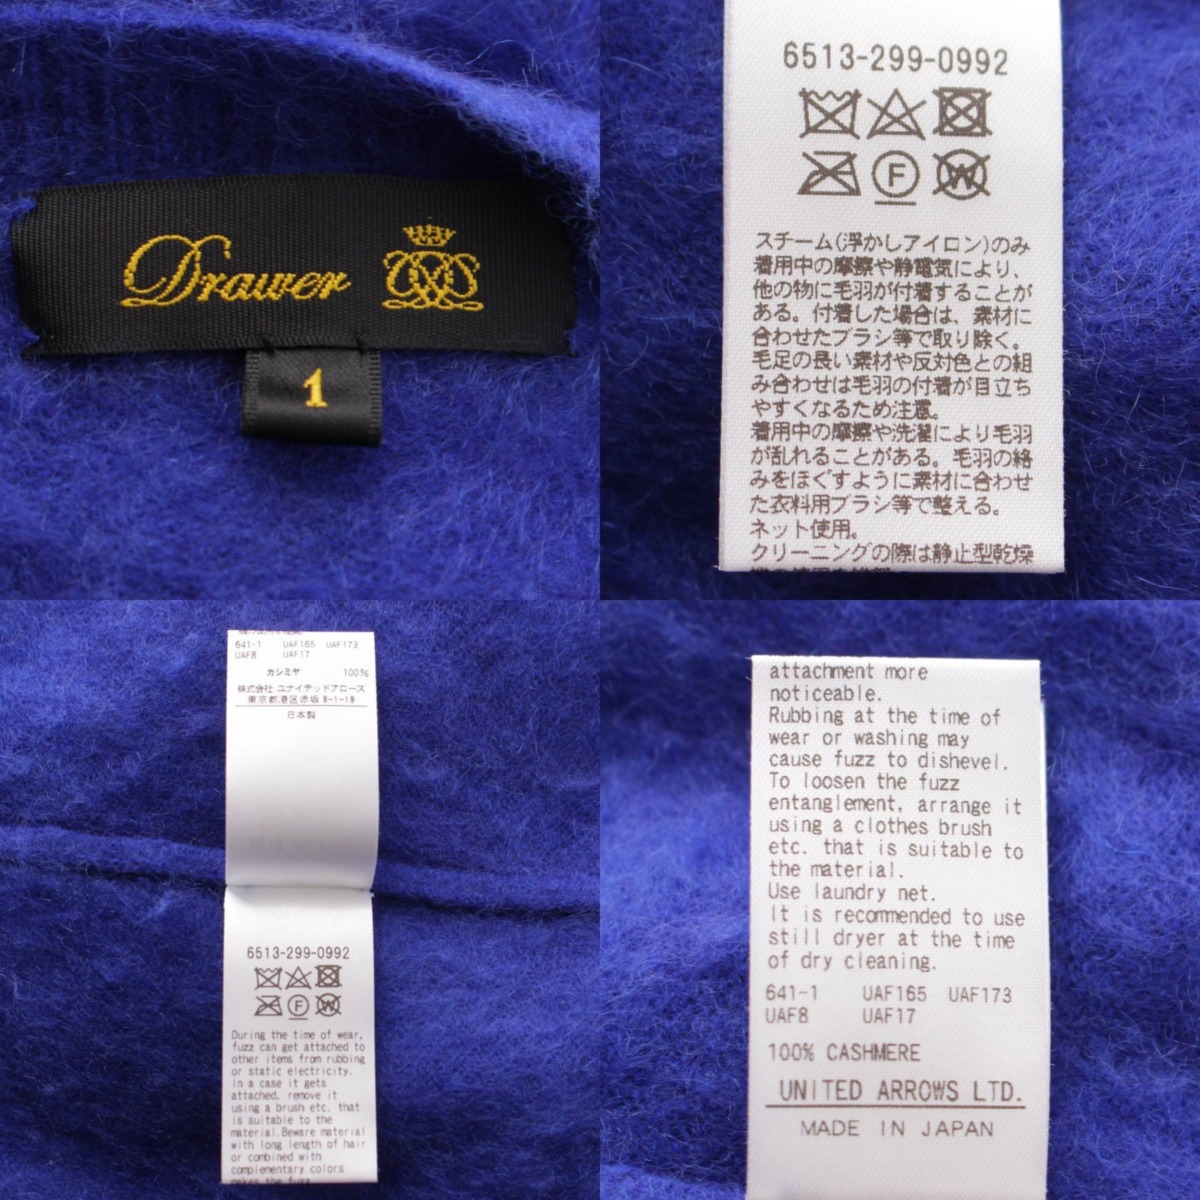 Drawer
1
6513-299-0992
F
W
スチーム(浮かしアイロン)のみ
着用中の摩擦や静電気により、
他の物に毛羽が付着することが
ある。付着した場合は、素材に
合わせたブラシ等で取り除く。
毛足の長い素材や反対色との組
み合わせは毛羽の付着が目立ち
やすくなるため注意。
着用中の摩擦や洗濯により毛羽
が乱れることがある。毛羽の絡
みをほぐすように素材に合わせ
た衣料用ブラシ等で整える。
ネット使用。
クリーニングの際は静止型乾燥
641-1 UAF165 UAF173
UAF8 UAF17
カシミヤ 100%
株式会社 ユナイテッドアローズ
東京都港区赤坂 8-1-19
日本製
6513-299-0992
F
W
During the time of wear,
fuzz can get attached to
other items from rubbing
or static electricity.
In a case it gets
attached, remove it
using a brush etc. that
is suitable to the
material.Beware material
with long length of hair
or combined with
complementary colors
makes the fuzz
attachment more
noticeable.
Rubbing at the time of
wear or washing may
cause fuzz to dishevel.
To loosen the fuzz
entanglement, arrange it
using a clothes brush
etc. that is suitable to
the material.
Use laundry net.
It is recommended to use
still dryer at the time
of dry cleaning.
641-1 UAF165 UAF173
UAF8 UAF17
100% CASHMERE
UNITED ARROWS LTD.
MADE IN JAPAN